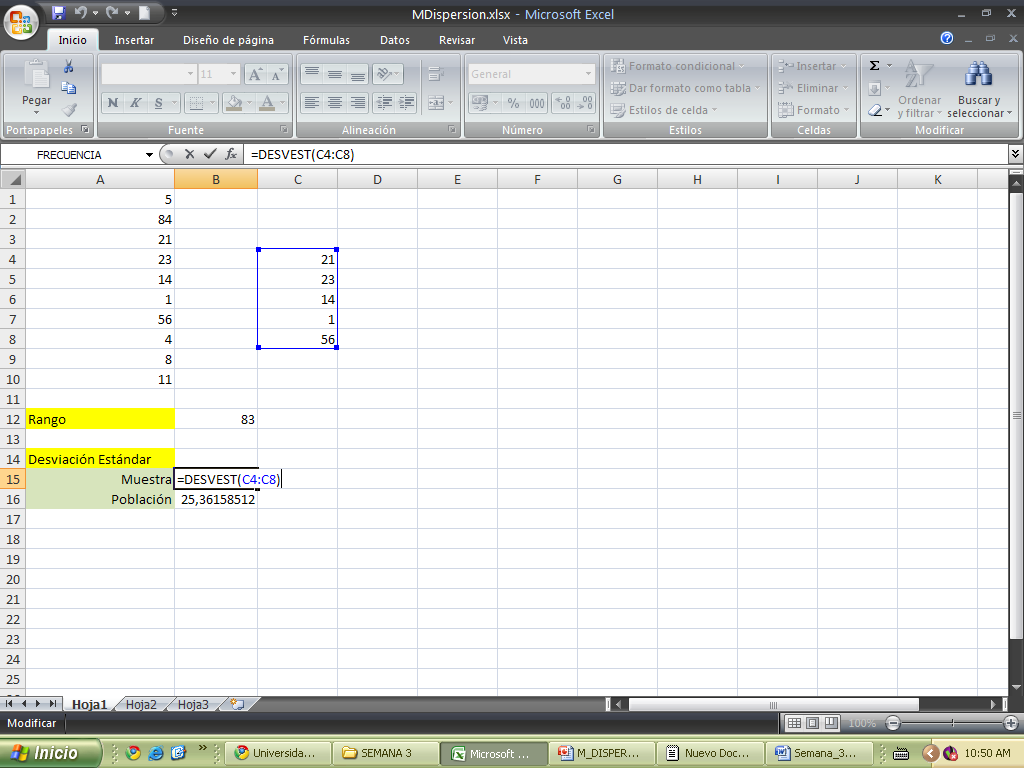 MDispersion.xlsx - Microsoft Excel
Inicio Insertar Diseño de página Fórmulas Datos Revisar Vista
Pegar
Portapapeles
11 A A
N K S A
Fuente
Alineación
General
% 000
Número
Formato condicional
Dar formato como tabla
Estilos de celda
Estilos
Insertar
Eliminar
Formato
Celdas
Σ
Ordenar y filtrar
Buscar y seleccionar
Modificar
FRECUENCIA fx =DESVEST(C4:C8)
A B C D E F G H I J K
1 5
2 84
3 21
4 23 21
5 14 23
6 1 14
7 56 1
8 4 56
9 8
10 11
11
12 Rango 83
13
14 Desviación Estándar
15 Muestra =DESVEST(C4:C8)
16 Población 25,36158512
17
18
19
20
21
22
23
24
25
Hoja1 Hoja2 Hoja3
Modificar 100%
Inicio Universida... SEMANA 3 Microsoft ... M_DISPER... Nuevo Doc... Semana_3... 10:50 AM